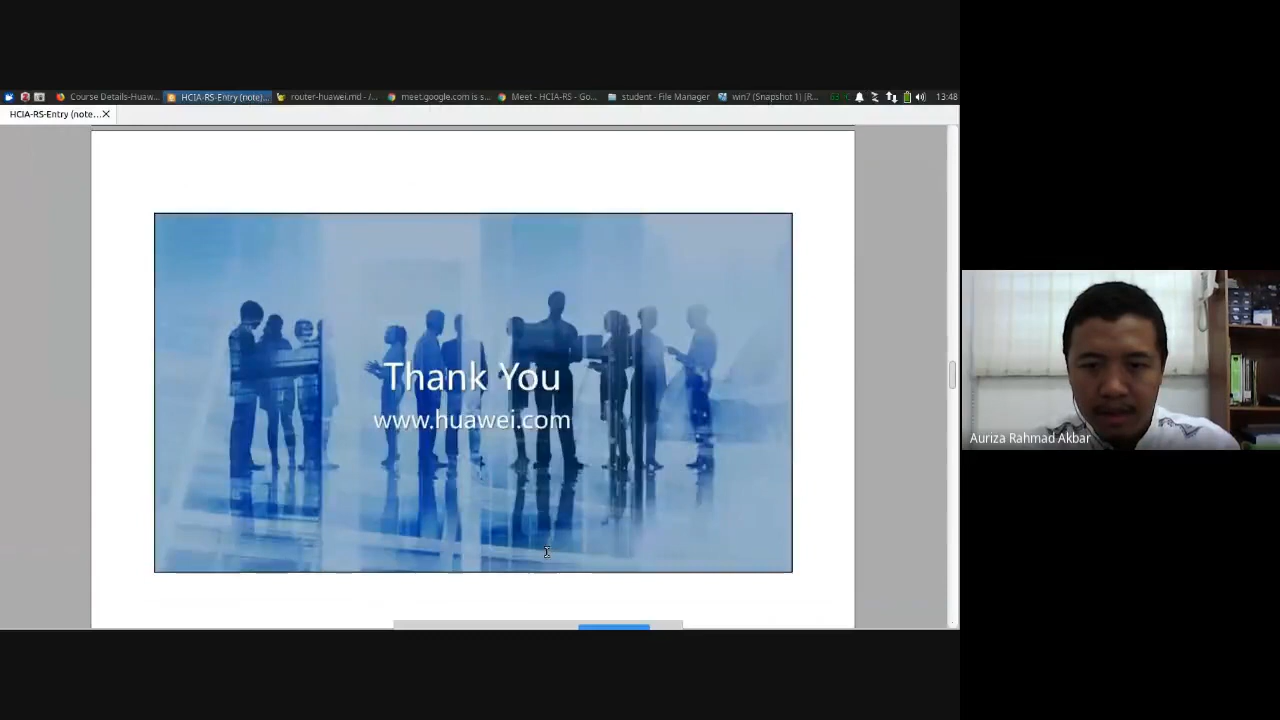 Course Details-Huaw...
HCIA-RS-Entry (note)...
router-huawei.md - /...
meet.google.com is s...
Meet - HCIA-RS - Go...
student - File Manager
win7 (Snapshot 1) [R...
13:48
HCIA-RS-Entry (note...
Thank You
www.huawei.com
Auriza Rahmad Akbar